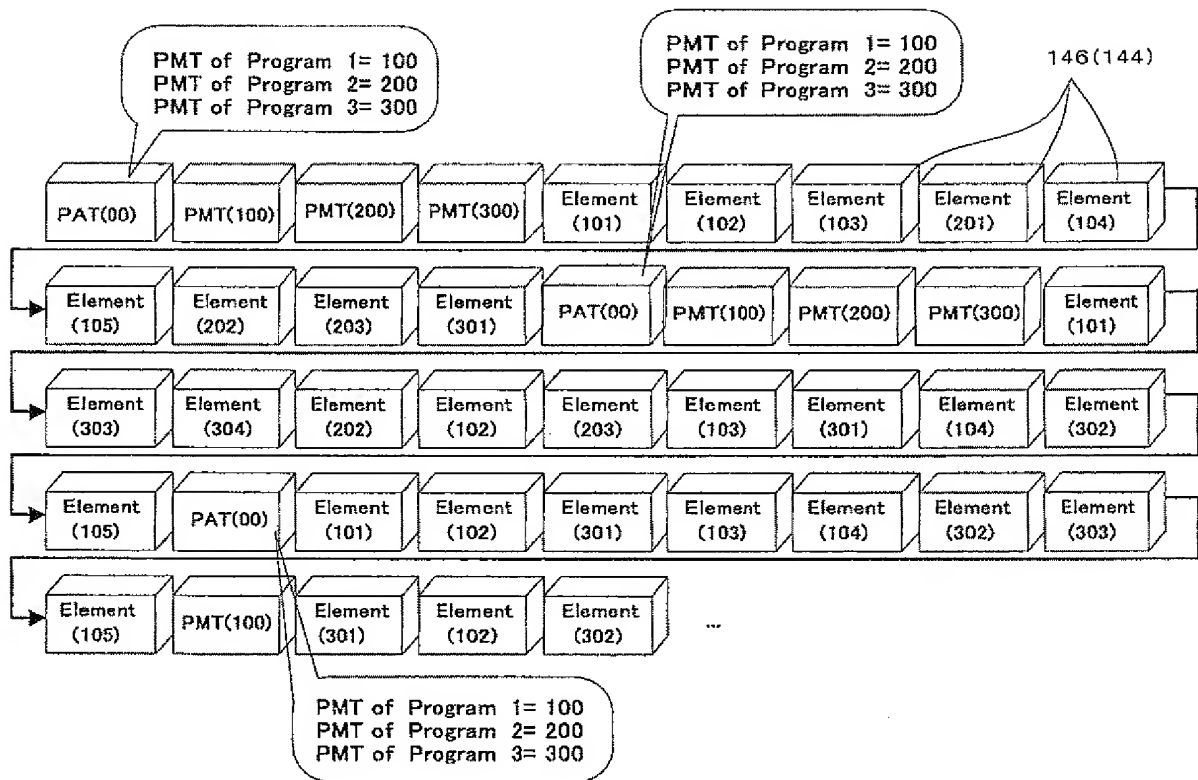 PMT of Program 1= 100
PMT of Program 2= 200
PMT of Program 3= 300
PMT of Program 1= 100
PMT of Program 2= 200
PMT of Program 3= 300
146(144)
PAT(00)
PMT(100)
PMT(200)
PMT(300)
Element
(101)
Element
(102)
Element
(103)
Element
(201)
Element
(104)
Element
(105)
Element
(202)
Element
(203)
Element
(301)
PAT(00)
PMT(100)
PMT(200)
PMT(300)
Element
(101)
Element
(303)
Element
(304)
Element
(202)
Element
(102)
Element
(203)
Element
(103)
Element
(301)
Element
(104)
Element
(302)
Element
(105)
PAT(00)
Element
(101)
Element
(102)
Element
(301)
Element
(103)
Element
(104)
Element
(302)
Element
(303)
Element
(105)
PMT(100)
Element
(301)
Element
(102)
Element
(302)
...
PMT of Program 1= 100
PMT of Program 2= 200
PMT of Program 3= 300